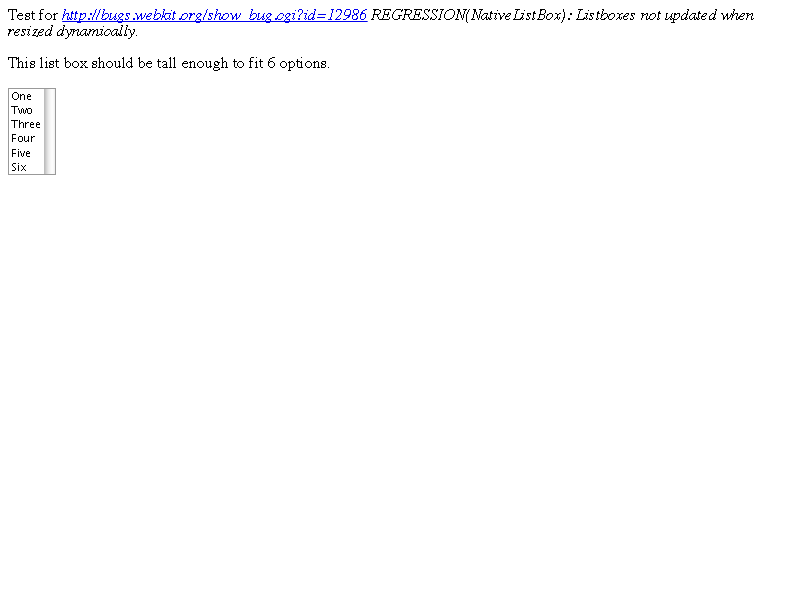 Test for http://bugs.webkit.org/show_bug.cgi?id=12986 REGRESSION(NativeListBox): Listboxes not updated when
resized dynamically.
This list box should be tall enough to fit 6 options.
One
Two
Three
Four
Five
Six